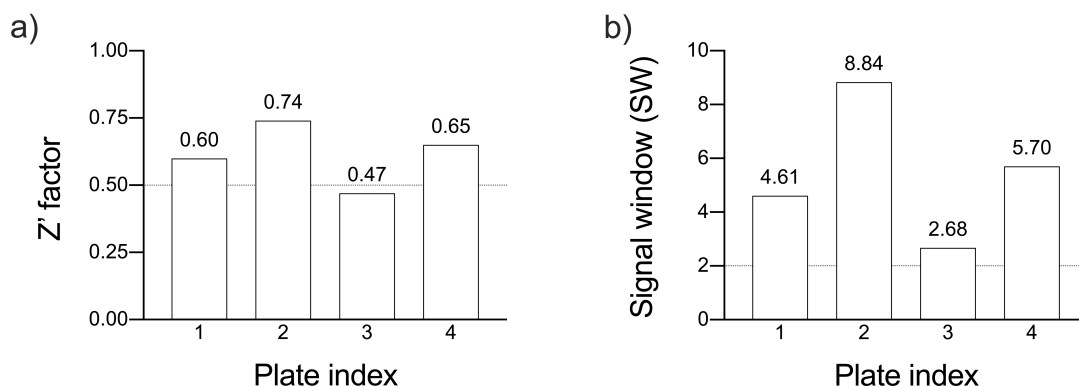 a)
Z' factor
1.00
0.75
0.50
0.25
0.00
0.60
0.74
0.47
0.65
1 2 3 4
Plate index
b)
Signal window (SW)
10
8
6
4
2
0
4.61
8.84
2.68
5.70
1 2 3 4
Plate index